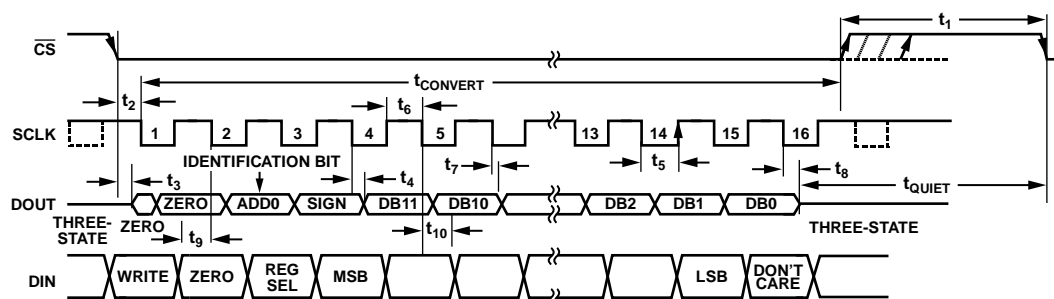 t1
CS
tCONVERT
t2
t6
SCLK
1 2 3 4 5 13 14 15 16
IDENTIFICATION BIT
t7
t5
t8
t3
t4
tQUIET
DOUT
ZERO ADD0 SIGN DB11 DB10 DB2 DB1 DB0
THREE-
STATE
ZERO
THREE-STATE
t9
t10
DIN
WRITE ZERO REG
SEL MSB LSB DON'T
CARE